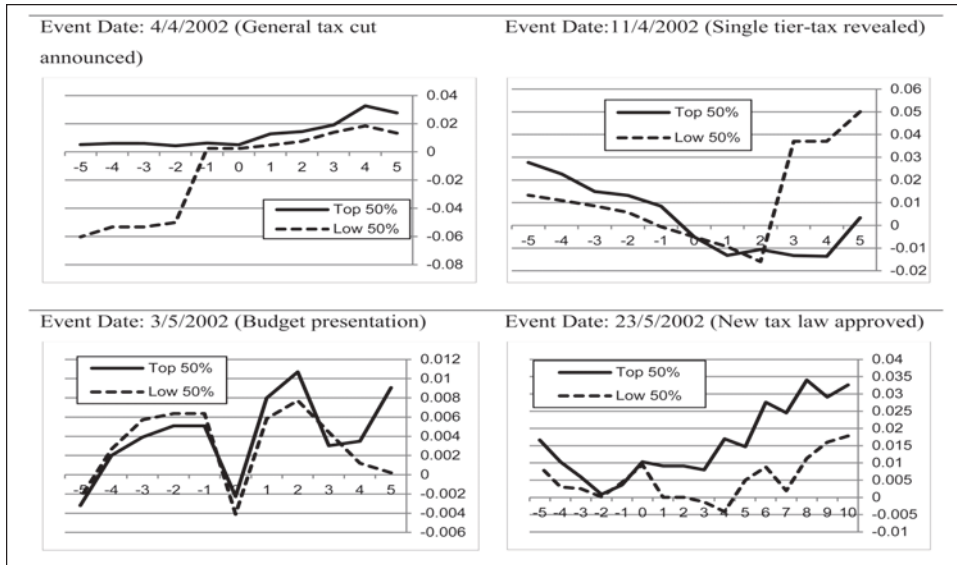 Event Date: 4/4/2002 (General tax cut
announced)
0.04
0.02
0
-0.02
-0.04
-0.06
-0.08
-5 -4 -3 -2 -1 0 1 2 3 4 5
Top 50%
Low 50%
Event Date:11/4/2002 (Single tier-tax revealed)
0.06
0.05
0.04
0.03
0.02
0.01
0
-0.01
-0.02
-5 -4 -3 -2 -1 0 1 2 3 4 5
Top 50%
Low 50%
Event Date: 3/5/2002 (Budget presentation)
0.012
0.01
0.008
0.006
0.004
0.002
0
-0.002
-0.004
-0.006
-5 -4 -3 -2 -1 0 1 2 3 4 5
Top 50%
Low 50%
Event Date: 23/5/2002 (New tax law approved)
0.04
0.035
0.03
0.025
0.02
0.015
0.01
0.005
0
-0.005
-0.01
-5 -4 -3 -2 -1 0 1 2 3 4 5 6 7 8 9 10
Top 50%
Low 50%